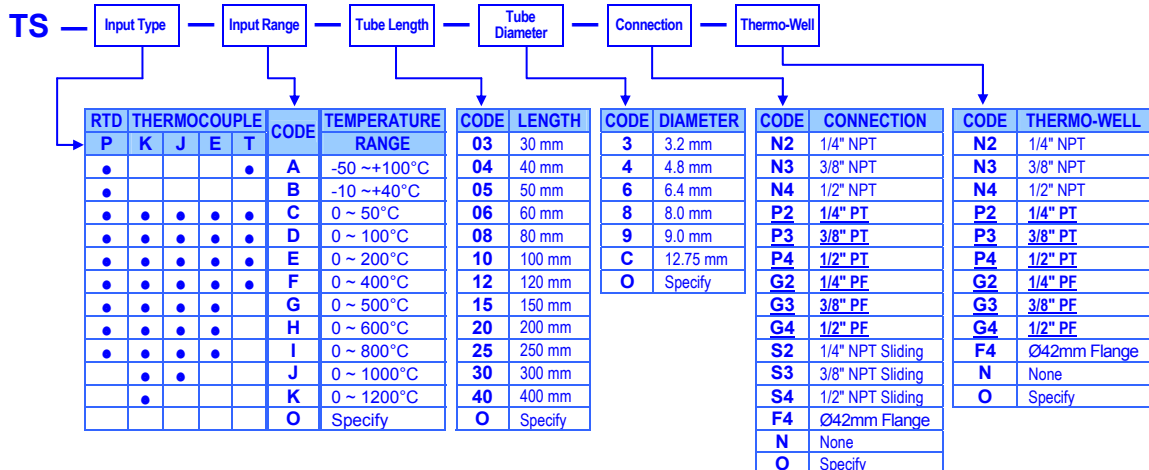 TS — Input Type — Input Range — Tube Length — Tube Diameter — Connection — Thermo-Well
RTD THERMOCOUPLE CODE TEMPERATURE RANGE
P K J E T
● ● A -50 ~+100°C
● B -10 ~+40°C
● ● ● ● ● C 0 ~ 50°C
● ● ● ● ● D 0 ~ 100°C
● ● ● ● ● E 0 ~ 200°C
● ● ● ● ● F 0 ~ 400°C
● ● ● ● G 0 ~ 500°C
● ● ● ● H 0 ~ 600°C
● ● ● ● I 0 ~ 800°C
● ● J 0 ~ 1000°C
● K 0 ~ 1200°C
O Specify
CODE LENGTH
03 30 mm
04 40 mm
05 50 mm
06 60 mm
08 80 mm
10 100 mm
12 120 mm
15 150 mm
20 200 mm
25 250 mm
30 300 mm
40 400 mm
O Specify
CODE DIAMETER
3 3.2 mm
4 4.8 mm
6 6.4 mm
8 8.0 mm
9 9.0 mm
C 12.75 mm
O Specify
CODE CONNECTION
N2 1/4" NPT
N3 3/8" NPT
N4 1/2" NPT
P2 1/4" PT
P3 3/8" PT
P4 1/2" PT
G2 1/4" PF
G3 3/8" PF
G4 1/2" PF
S2 1/4" NPT Sliding
S3 3/8" NPT Sliding
S4 1/2" NPT Sliding
F4 Ø42mm Flange
N None
O Specify
CODE THERMO-WELL
N2 1/4" NPT
N3 3/8" NPT
N4 1/2" NPT
P2 1/4" PT
P3 3/8" PT
P4 1/2" PT
G2 1/4" PF
G3 3/8" PF
G4 1/2" PF
F4 Ø42mm Flange
N None
O Specify